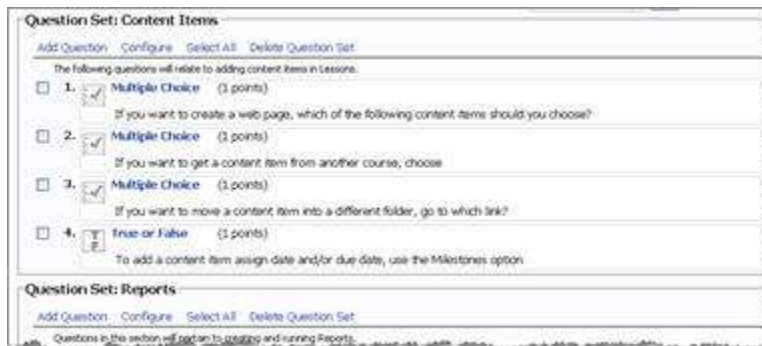 Question Set: Content Items
Add Question Configure Select All Delete Question Set
The following questions will relate to adding content items in Lessons.
1. Multiple Choice (1 points)
If you want to create a web page, which of the following content items should you choose?
2. Multiple Choice (1 points)
If you want to get a content item from another course, choose
3. Multiple Choice (1 points)
If you want to move a content item into a different folder, go to which link?
4. True or False (1 points)
To add a content item assign date and/or due date, use the Milestones option
Question Set: Reports
Add Question Configure Select All Delete Question Set
Questions in this section will pertain to creating and running Reports.